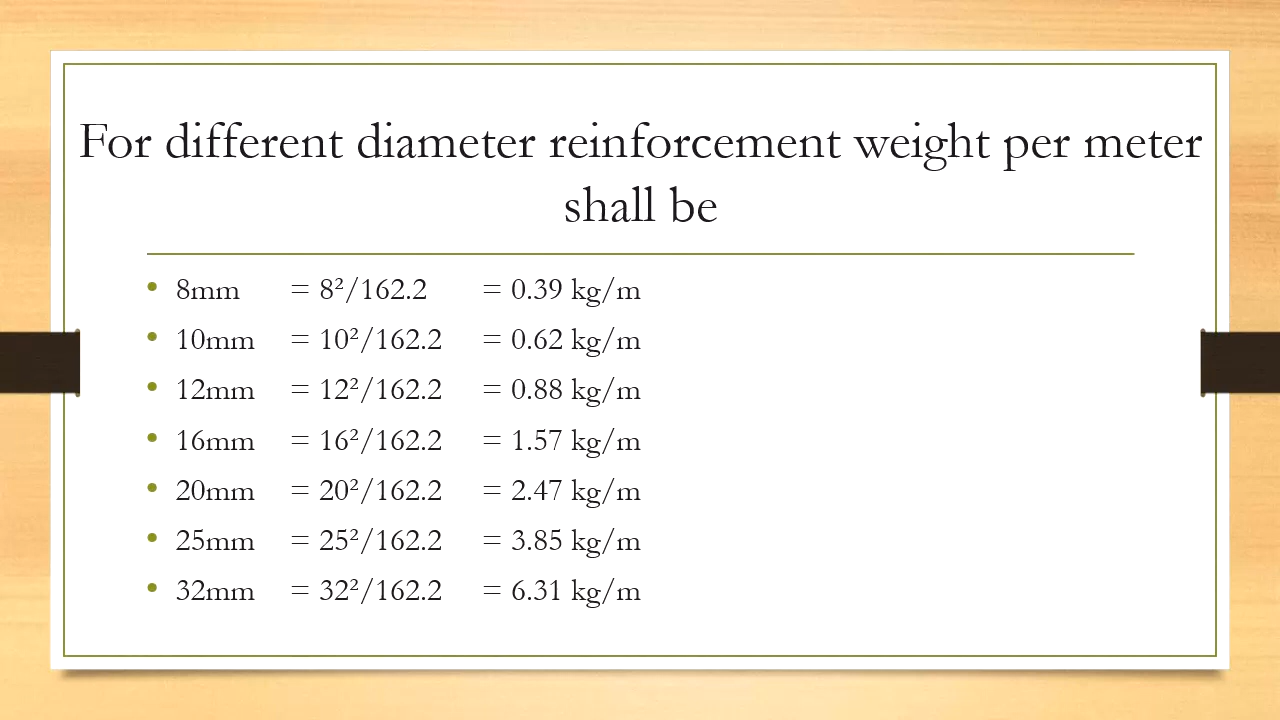 For different diameter reinforcement weight per meter
shall be
• 8mm = 8²/162.2 = 0.39 kg/m
• 10mm = 10²/162.2 = 0.62 kg/m
• 12mm = 12²/162.2 = 0.88 kg/m
• 16mm = 16²/162.2 = 1.57 kg/m
• 20mm = 20²/162.2 = 2.47 kg/m
• 25mm = 25²/162.2 = 3.85 kg/m
• 32mm = 32²/162.2 = 6.31 kg/m